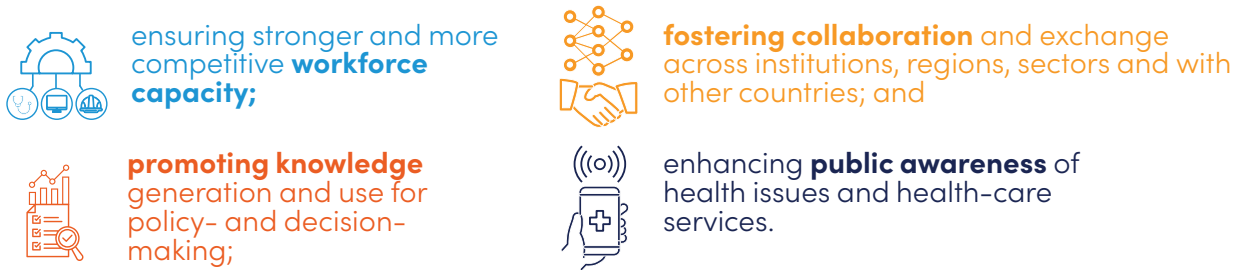 ensuring stronger and more
competitive workforce
capacity;
promoting knowledge
generation and use for
policy- and decision-
making;
fostering collaboration and exchange
across institutions, regions, sectors and with
other countries; and
enhancing public awareness of
health issues and health-care
services.